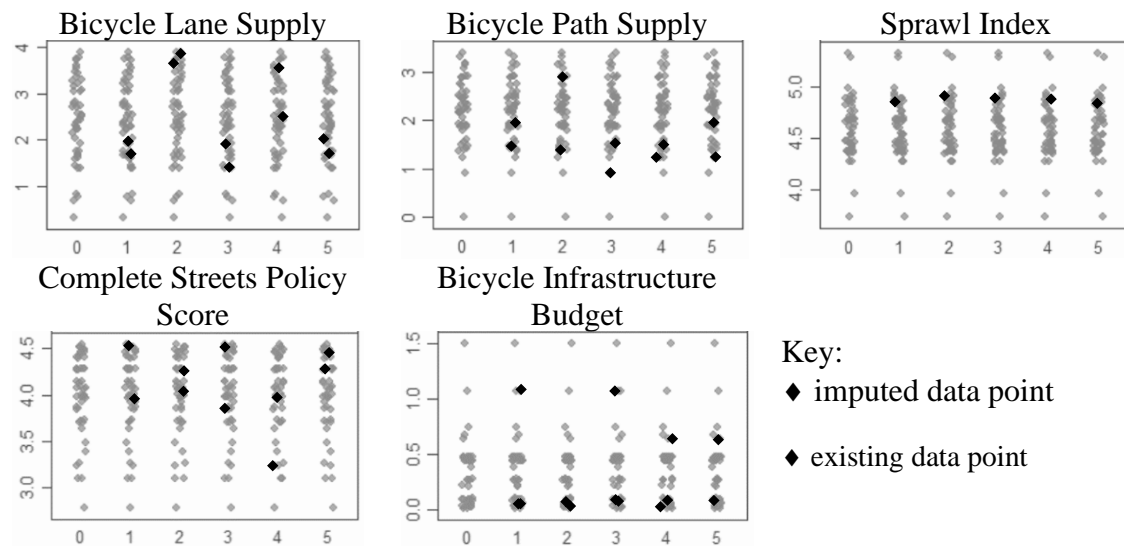 Bicycle Lane Supply
4
3
2
1
0 1 2 3 4 5
Bicycle Path Supply
3
2
1
0
0 1 2 3 4 5
Sprawl Index
5.0
4.5
4.0
0 1 2 3 4 5
Complete Streets Policy
Score
4.5
4.0
3.5
3.0
0 1 2 3 4 5
Bicycle Infrastructure
Budget
1.5
1.0
0.5
0.0
0 1 2 3 4 5
Key:
imputed data point
existing data point